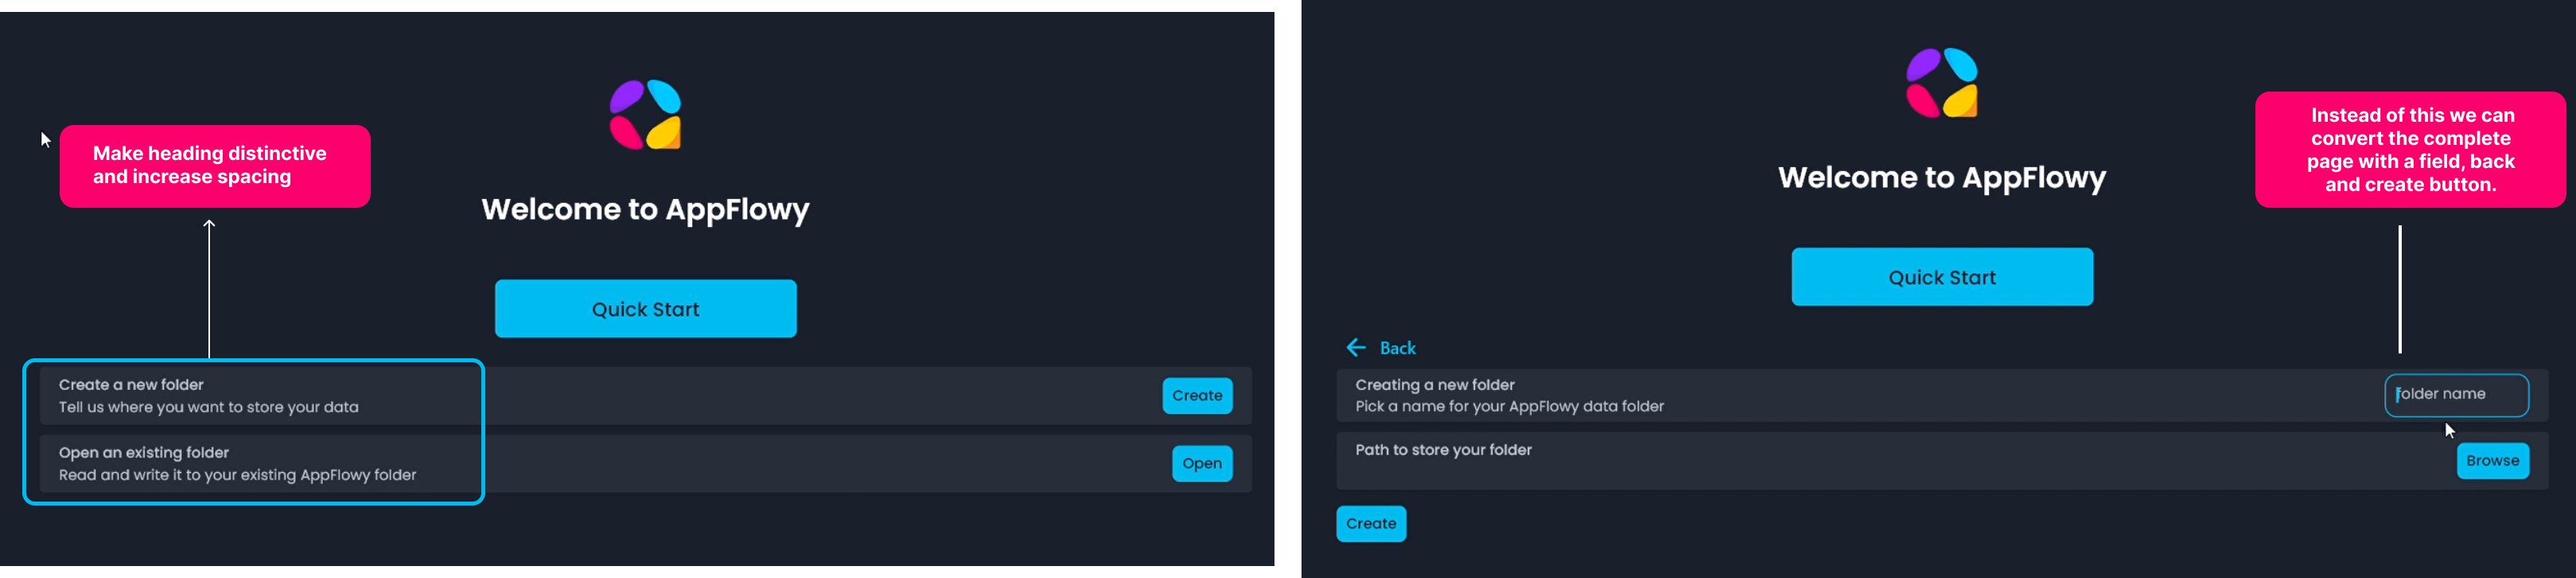 Make heading distinctive
and increase spacing
Welcome to AppFlowy
Quick Start
Create a new folder
Tell us where you want to store your data
Create
Open an existing folder
Read and write it to your existing AppFlowy folder
Open
Instead of this we can
convert the complete
page with a field, back
and create button.
Welcome to AppFlowy
Quick Start
Back
Creating a new folder
Pick a name for your AppFlowy data folder
folder name
Path to store your folder
Browse
Create